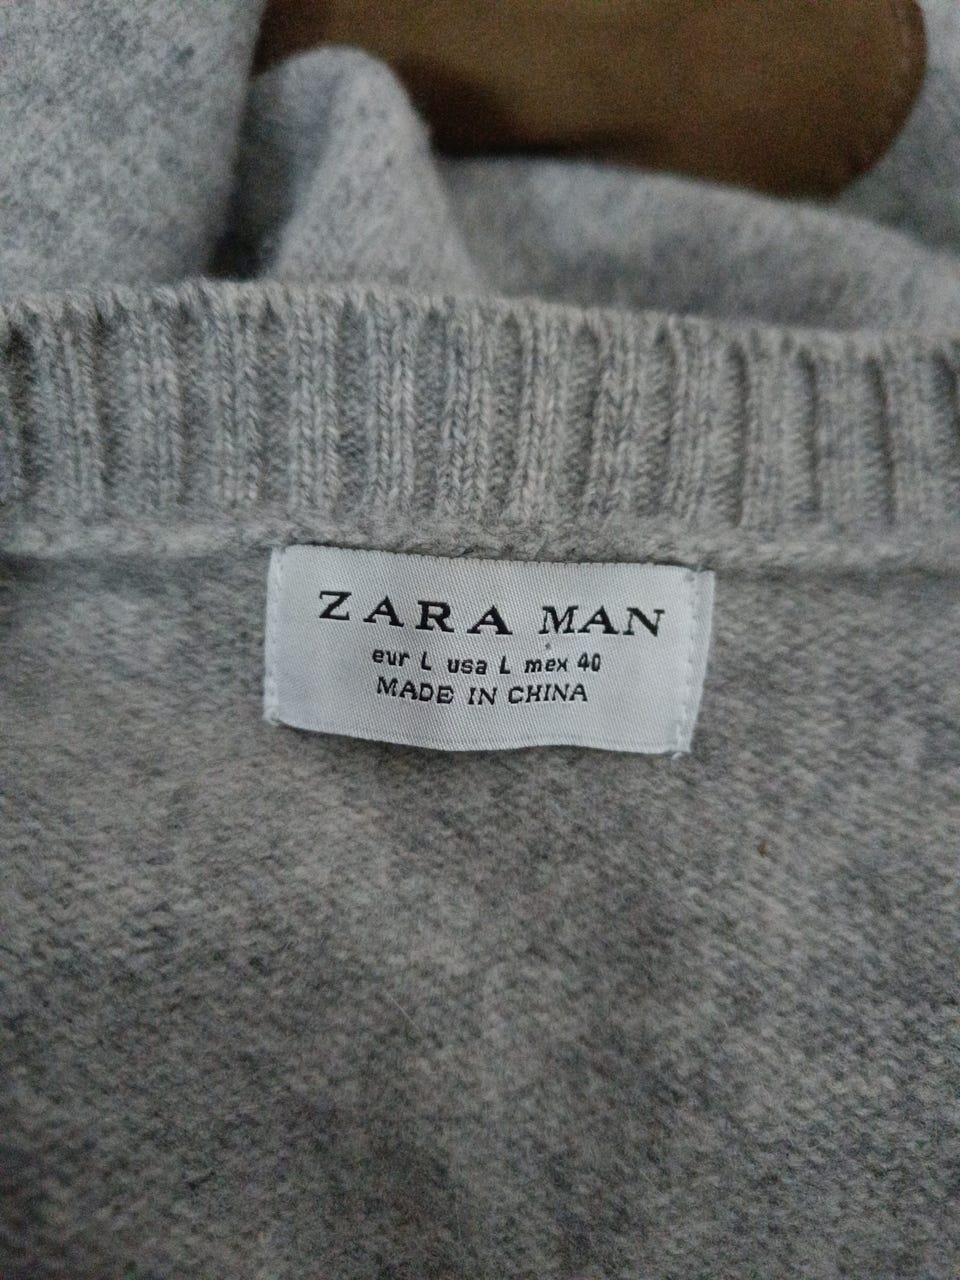 ZARA MAN
eur L usa L mex 40
MADE IN CHINA